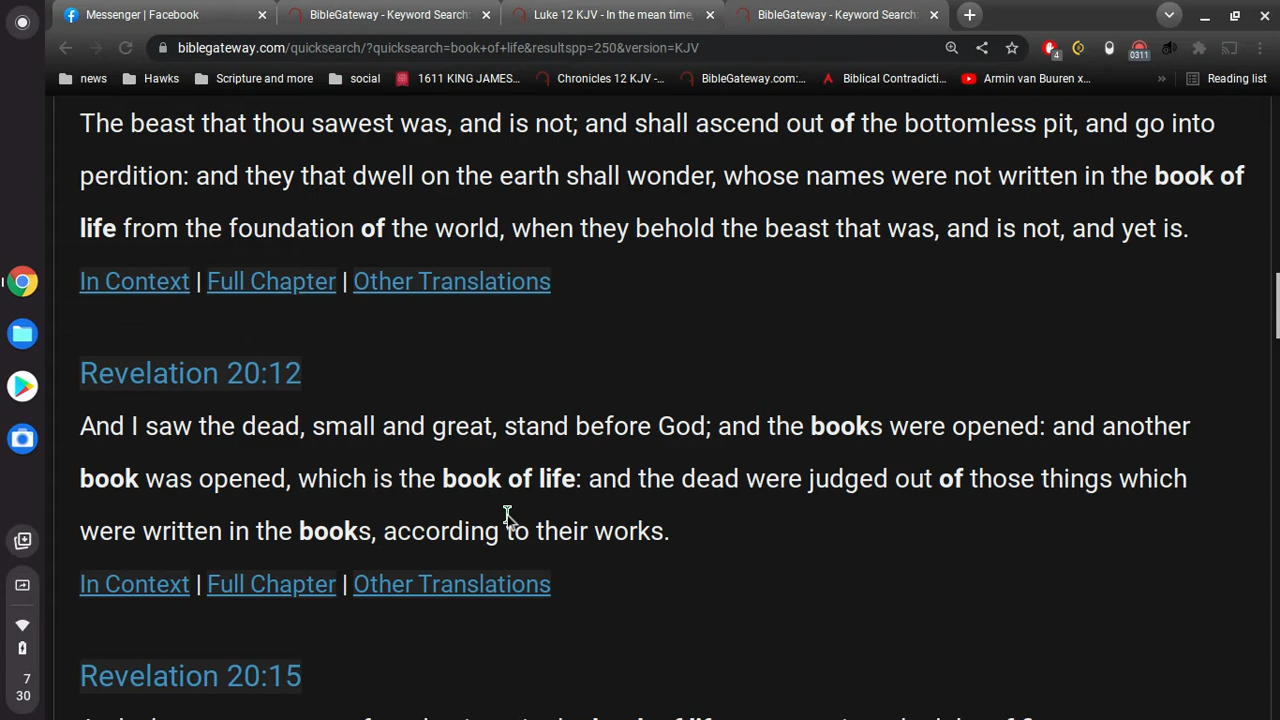 Messenger | Facebook
BibleGateway - Keyword Search:
Luke 12 KJV - In the mean time,
BibleGateway - Keyword Search:
biblegateway.com/quicksearch/?quicksearch=book+of+life&resultspp=250&version=KJV
4
0311
news
Hawks
Scripture and more
social
1611 KING JAMES...
Chronicles 12 KJV -...
BibleGateway.com:...
Biblical Contradicti...
Armin van Buuren x...
»
Reading list
The beast that thou sawest was, and is not; and shall ascend out of the bottomless pit, and go into
perdition: and they that dwell on the earth shall wonder, whose names were not written in the book of
life from the foundation of the world, when they behold the beast that was, and is not, and yet is.
In Context | Full Chapter | Other Translations
Revelation 20:12
And I saw the dead, small and great, stand before God; and the books were opened: and another
book was opened, which is the book of life: and the dead were judged out of those things which
were written in the books, according to their works.
In Context | Full Chapter | Other Translations
Revelation 20:15
7
30